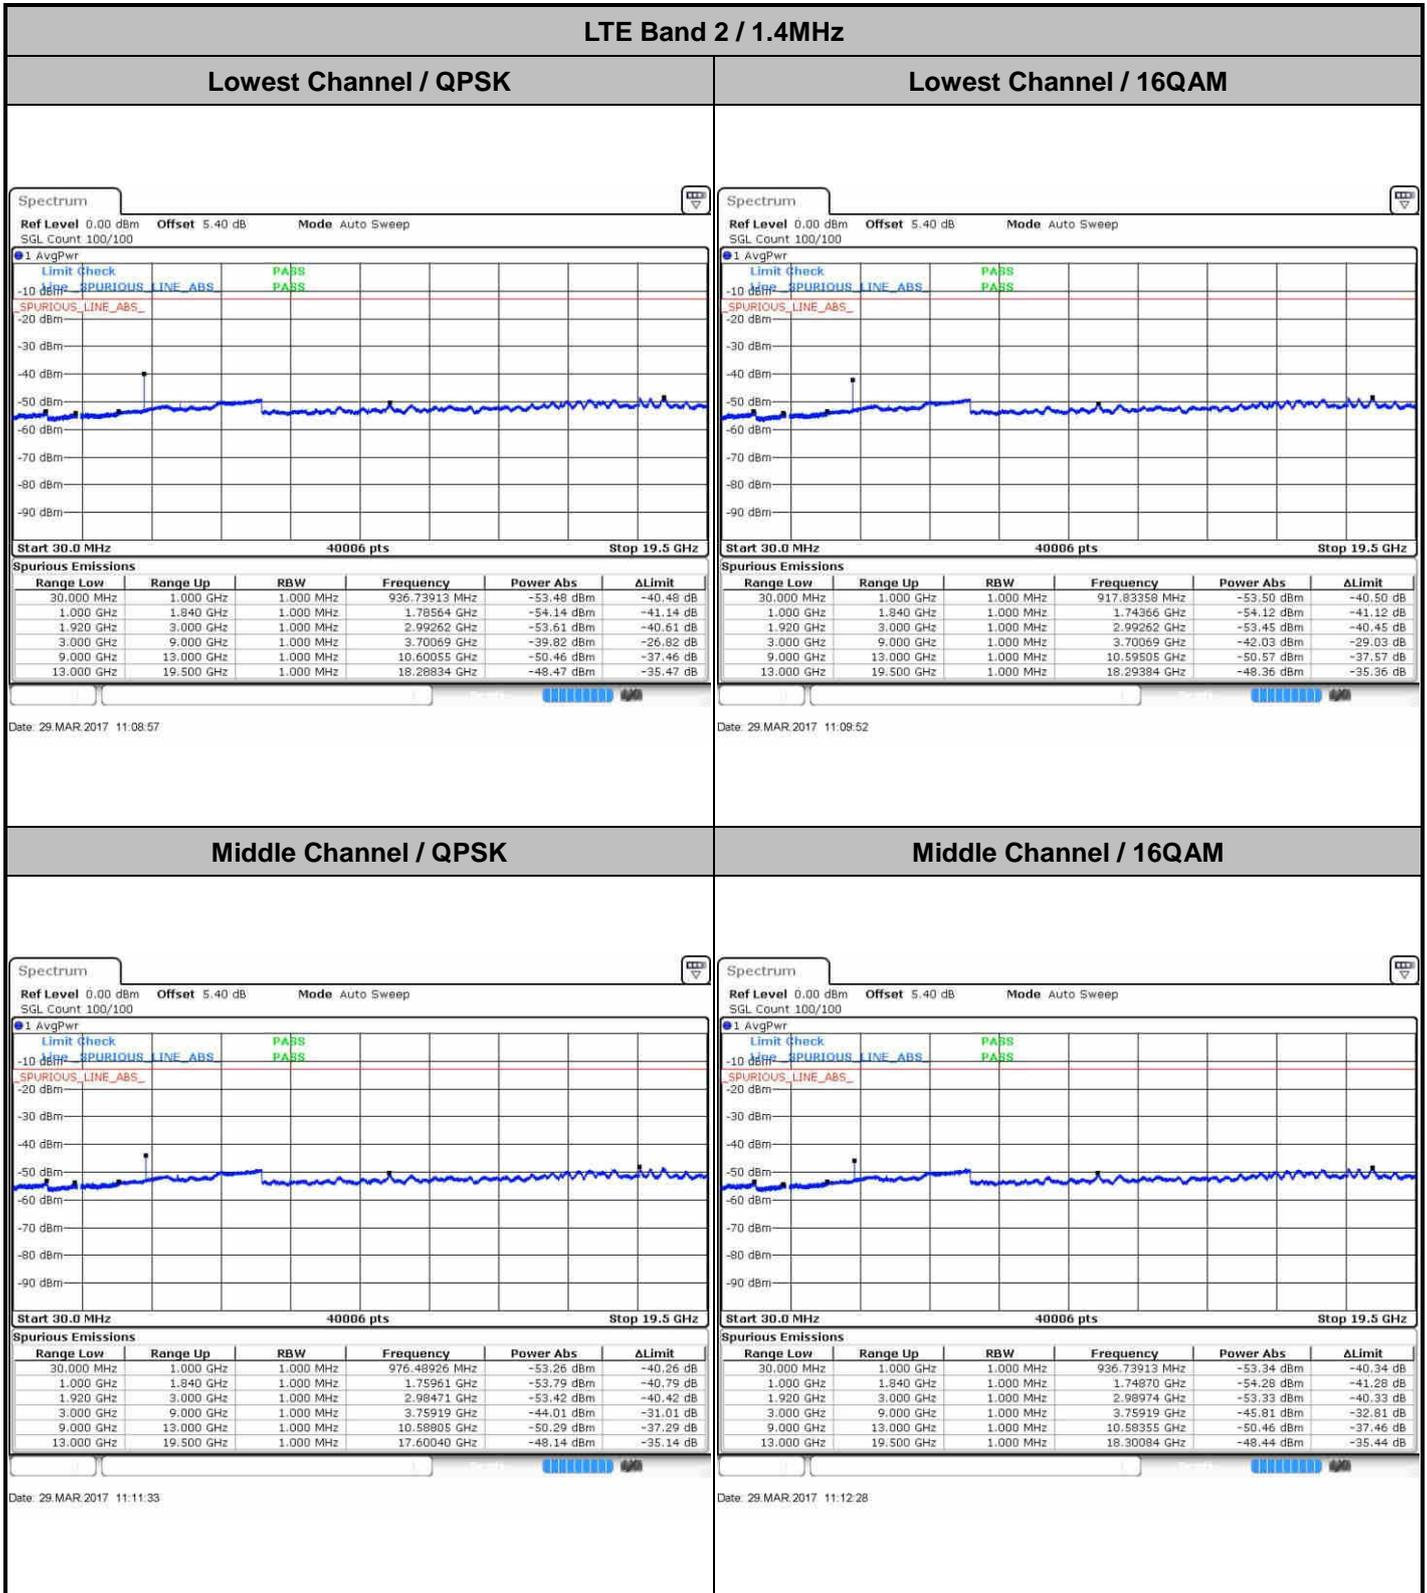 LTE Band 2 / 1.4MHz
Lowest Channel / QPSK
Lowest Channel / 16QAM
Spectrum
Ref Level 0.00 dBm Offset 5.40 dB Mode Auto Sweep
SGL Count 100/100
1 AvgPwr
Limit Check PASS
Line _SPURIOUS_LINE_ABS_ PASS
-10 dBm
_SPURIOUS_LINE_ABS_
-20 dBm
-30 dBm
-40 dBm
-50 dBm
-60 dBm
-70 dBm
-80 dBm
-90 dBm
Start 30.0 MHz 40006 pts Stop 19.5 GHz
Spurious Emissions
Range Low Range Up RBW Frequency Power Abs ΔLimit
30.000 MHz 1.000 GHz 1.000 MHz 936.73913 MHz -53.48 dBm -40.48 dB
1.000 GHz 1.840 GHz 1.000 MHz 1.78564 GHz -54.14 dBm -41.14 dB
1.920 GHz 3.000 GHz 1.000 MHz 2.99262 GHz -53.61 dBm -40.61 dB
3.000 GHz 9.000 GHz 1.000 MHz 3.70069 GHz -39.82 dBm -26.82 dB
9.000 GHz 13.000 GHz 1.000 MHz 10.60055 GHz -50.46 dBm -37.46 dB
13.000 GHz 19.500 GHz 1.000 MHz 18.28834 GHz -48.47 dBm -35.47 dB
Date: 29.MAR.2017 11:08:57
Spectrum
Ref Level 0.00 dBm Offset 5.40 dB Mode Auto Sweep
SGL Count 100/100
1 AvgPwr
Limit Check PASS
Line _SPURIOUS_LINE_ABS_ PASS
-10 dBm
_SPURIOUS_LINE_ABS_
-20 dBm
-30 dBm
-40 dBm
-50 dBm
-60 dBm
-70 dBm
-80 dBm
-90 dBm
Start 30.0 MHz 40006 pts Stop 19.5 GHz
Spurious Emissions
Range Low Range Up RBW Frequency Power Abs ΔLimit
30.000 MHz 1.000 GHz 1.000 MHz 917.83358 MHz -53.50 dBm -40.50 dB
1.000 GHz 1.840 GHz 1.000 MHz 1.74366 GHz -54.12 dBm -41.12 dB
1.920 GHz 3.000 GHz 1.000 MHz 2.99262 GHz -53.45 dBm -40.45 dB
3.000 GHz 9.000 GHz 1.000 MHz 3.70069 GHz -42.03 dBm -29.03 dB
9.000 GHz 13.000 GHz 1.000 MHz 10.59505 GHz -50.57 dBm -37.57 dB
13.000 GHz 19.500 GHz 1.000 MHz 18.29384 GHz -48.36 dBm -35.36 dB
Date: 29.MAR.2017 11:09:52
Middle Channel / QPSK
Middle Channel / 16QAM
Spectrum
Ref Level 0.00 dBm Offset 5.40 dB Mode Auto Sweep
SGL Count 100/100
1 AvgPwr
Limit Check PASS
Line _SPURIOUS_LINE_ABS_ PASS
-10 dBm
_SPURIOUS_LINE_ABS_
-20 dBm
-30 dBm
-40 dBm
-50 dBm
-60 dBm
-70 dBm
-80 dBm
-90 dBm
Start 30.0 MHz 40006 pts Stop 19.5 GHz
Spurious Emissions
Range Low Range Up RBW Frequency Power Abs ΔLimit
30.000 MHz 1.000 GHz 1.000 MHz 976.48926 MHz -53.26 dBm -40.26 dB
1.000 GHz 1.840 GHz 1.000 MHz 1.75961 GHz -53.79 dBm -40.79 dB
1.920 GHz 3.000 GHz 1.000 MHz 2.98471 GHz -53.42 dBm -40.42 dB
3.000 GHz 9.000 GHz 1.000 MHz 3.75919 GHz -44.01 dBm -31.01 dB
9.000 GHz 13.000 GHz 1.000 MHz 10.58805 GHz -50.29 dBm -37.29 dB
13.000 GHz 19.500 GHz 1.000 MHz 17.60040 GHz -48.14 dBm -35.14 dB
Date: 29.MAR.2017 11:11:33
Spectrum
Ref Level 0.00 dBm Offset 5.40 dB Mode Auto Sweep
SGL Count 100/100
1 AvgPwr
Limit Check PASS
Line _SPURIOUS_LINE_ABS_ PASS
-10 dBm
_SPURIOUS_LINE_ABS_
-20 dBm
-30 dBm
-40 dBm
-50 dBm
-60 dBm
-70 dBm
-80 dBm
-90 dBm
Start 30.0 MHz 40006 pts Stop 19.5 GHz
Spurious Emissions
Range Low Range Up RBW Frequency Power Abs ΔLimit
30.000 MHz 1.000 GHz 1.000 MHz 936.73913 MHz -53.34 dBm -40.34 dB
1.000 GHz 1.840 GHz 1.000 MHz 1.74870 GHz -54.28 dBm -41.28 dB
1.920 GHz 3.000 GHz 1.000 MHz 2.98974 GHz -53.33 dBm -40.33 dB
3.000 GHz 9.000 GHz 1.000 MHz 3.75919 GHz -45.81 dBm -32.81 dB
9.000 GHz 13.000 GHz 1.000 MHz 10.58355 GHz -50.46 dBm -37.46 dB
13.000 GHz 19.500 GHz 1.000 MHz 18.30084 GHz -48.44 dBm -35.44 dB
Date: 29.MAR.2017 11:12:28